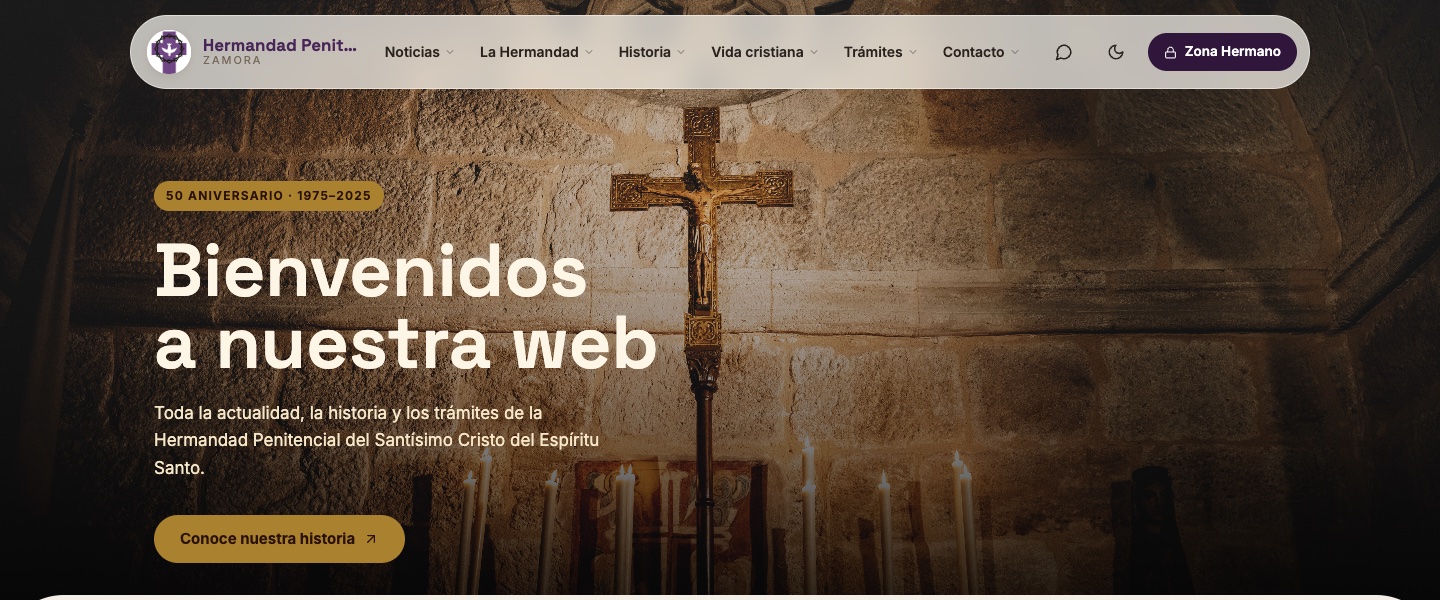 Hermandad Penit...
ZAMORA
Noticias
La Hermandad
Historia
Vida cristiana
Trámites
Contacto
Zona Hermano
50 ANIVERSARIO · 1975–2025
Bienvenidos
a nuestra web
Toda la actualidad, la historia y los trámites de la
Hermandad Penitencial del Santísimo Cristo del Espíritu
Santo.
Conoce nuestra historia